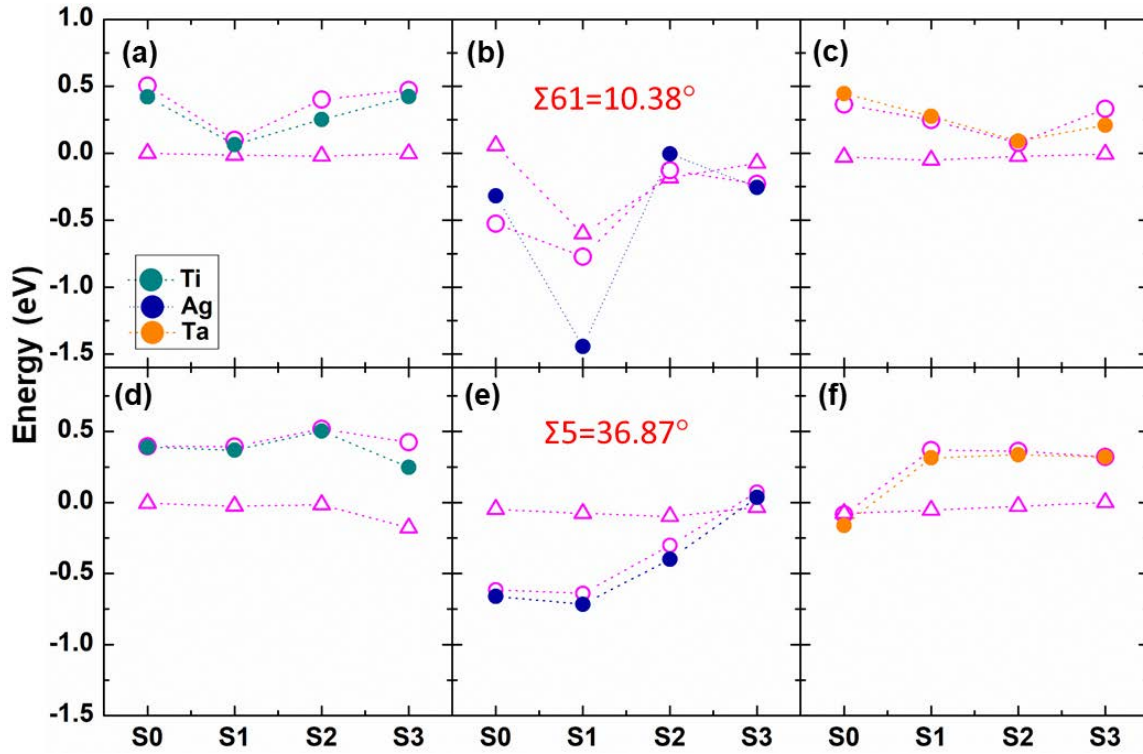 1.0
0.5
0.0
-0.5
-1.0
-1.5
0.5
0.0
-0.5
-1.0
-1.5
Energy (eV)
(a)
Ti
Ag
Ta
(b)
Σ61=10.38°
(c)
(d)
(e)
Σ5=36.87°
(f)
S0 S1 S2 S3 S0 S1 S2 S3 S0 S1 S2 S3